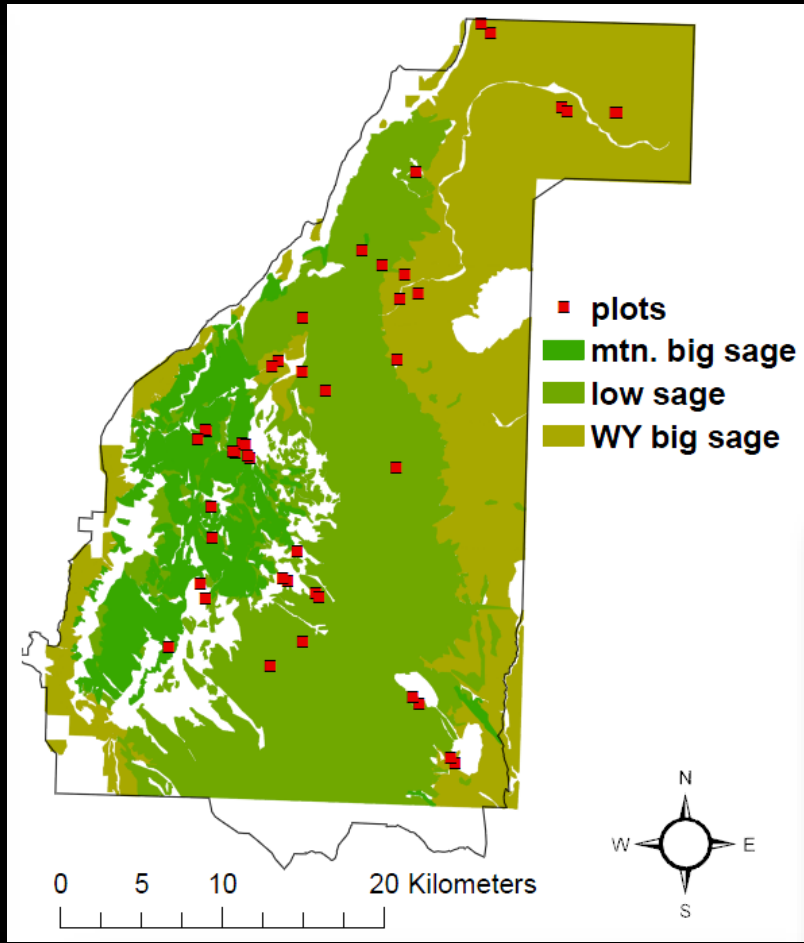 plots
mtn. big sage
low sage
WY big sage
N
W E
S
0 5 10 20 Kilometers